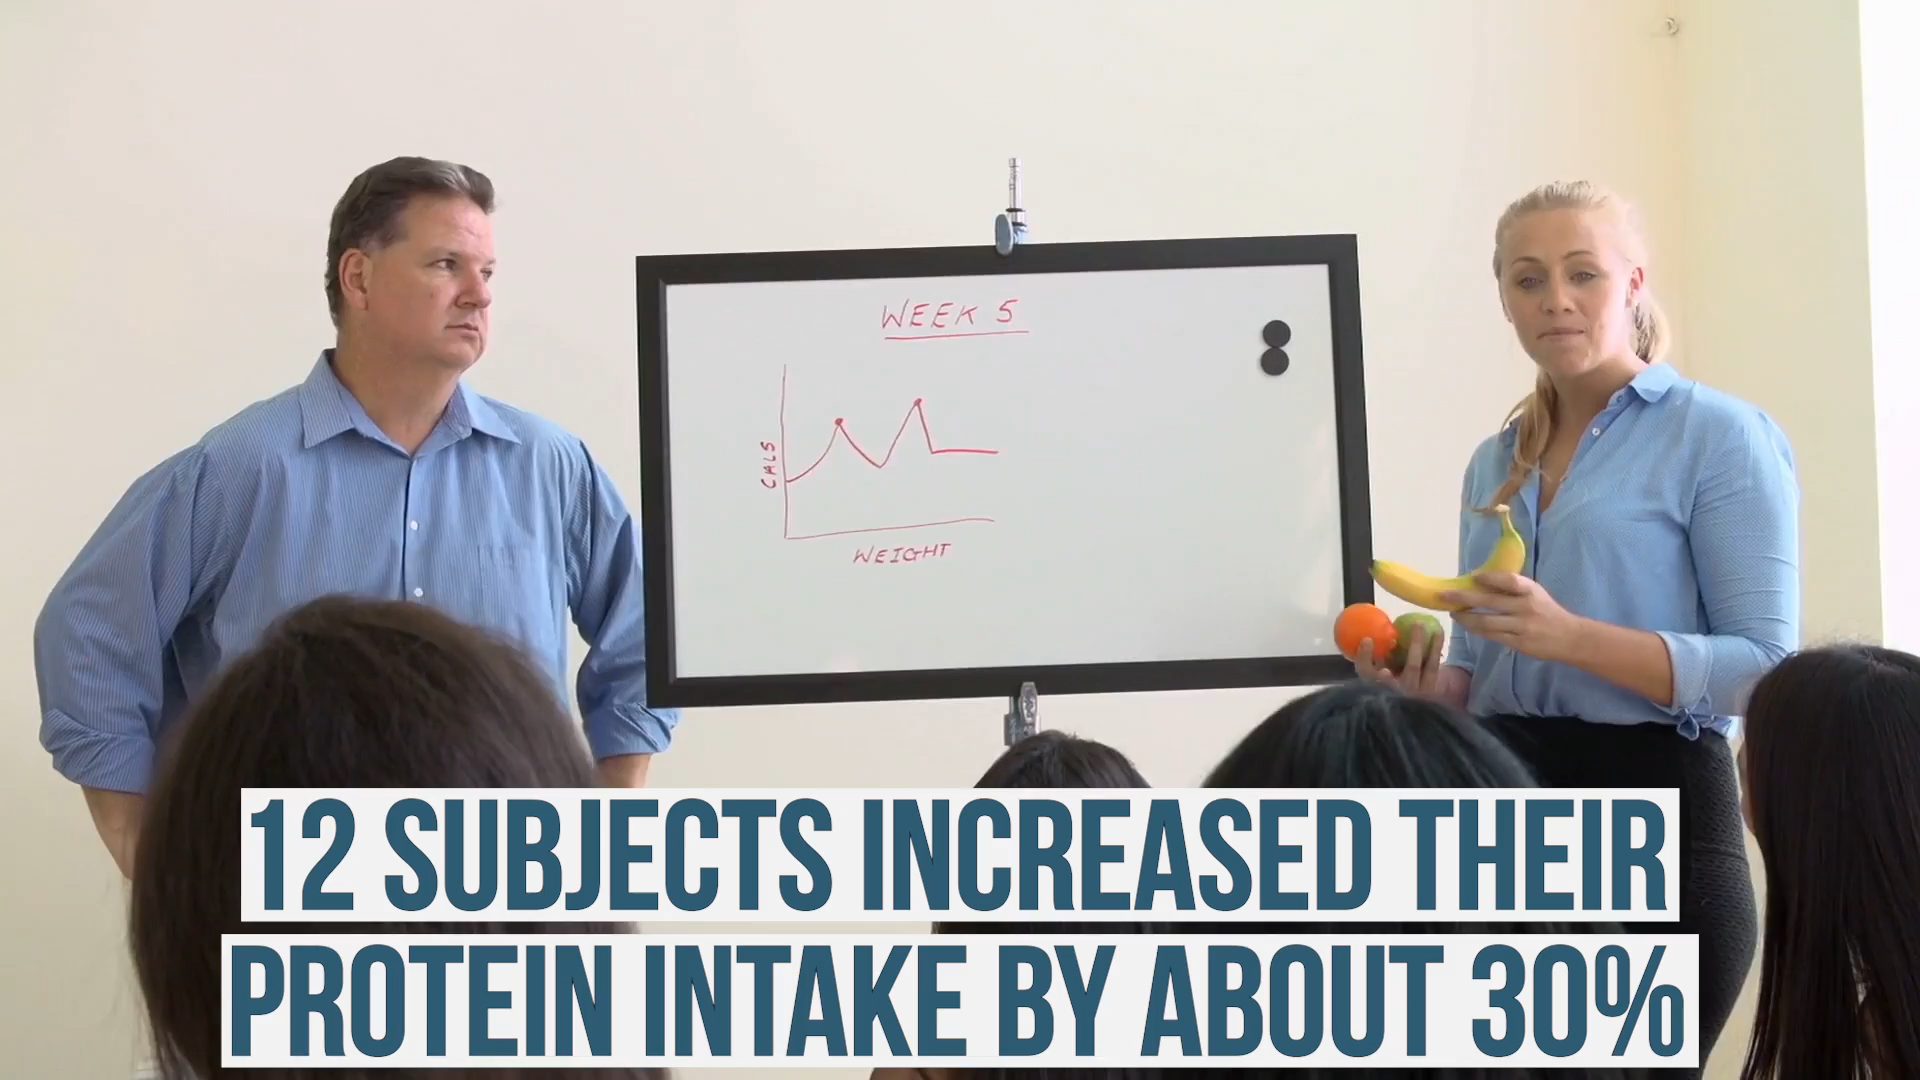 WEEK 5
CALS
WEIGHT
12 SUBJECTS INCREASED THEIR
PROTEIN INTAKE BY ABOUT 30%